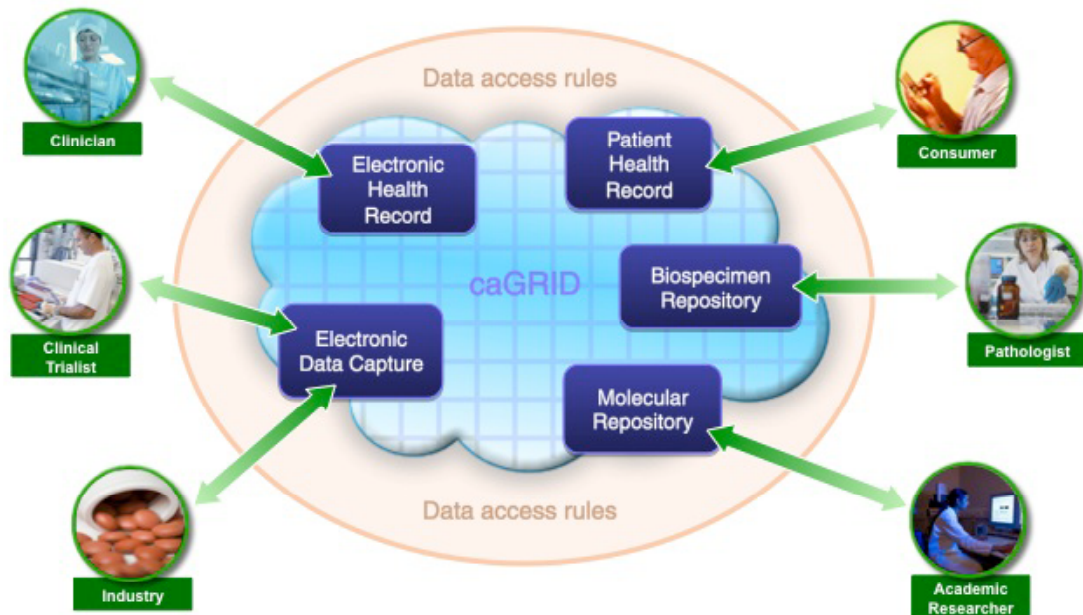 Data access rules
Clinician
Electronic
Health
Record
Patient
Health
Record
Consumer
caGRID
Biospecimen
Repository
Clinical
Trialist
Electronic
Data Capture
Pathologist
Molecular
Repository
Data access rules
Industry
Academic
Researcher